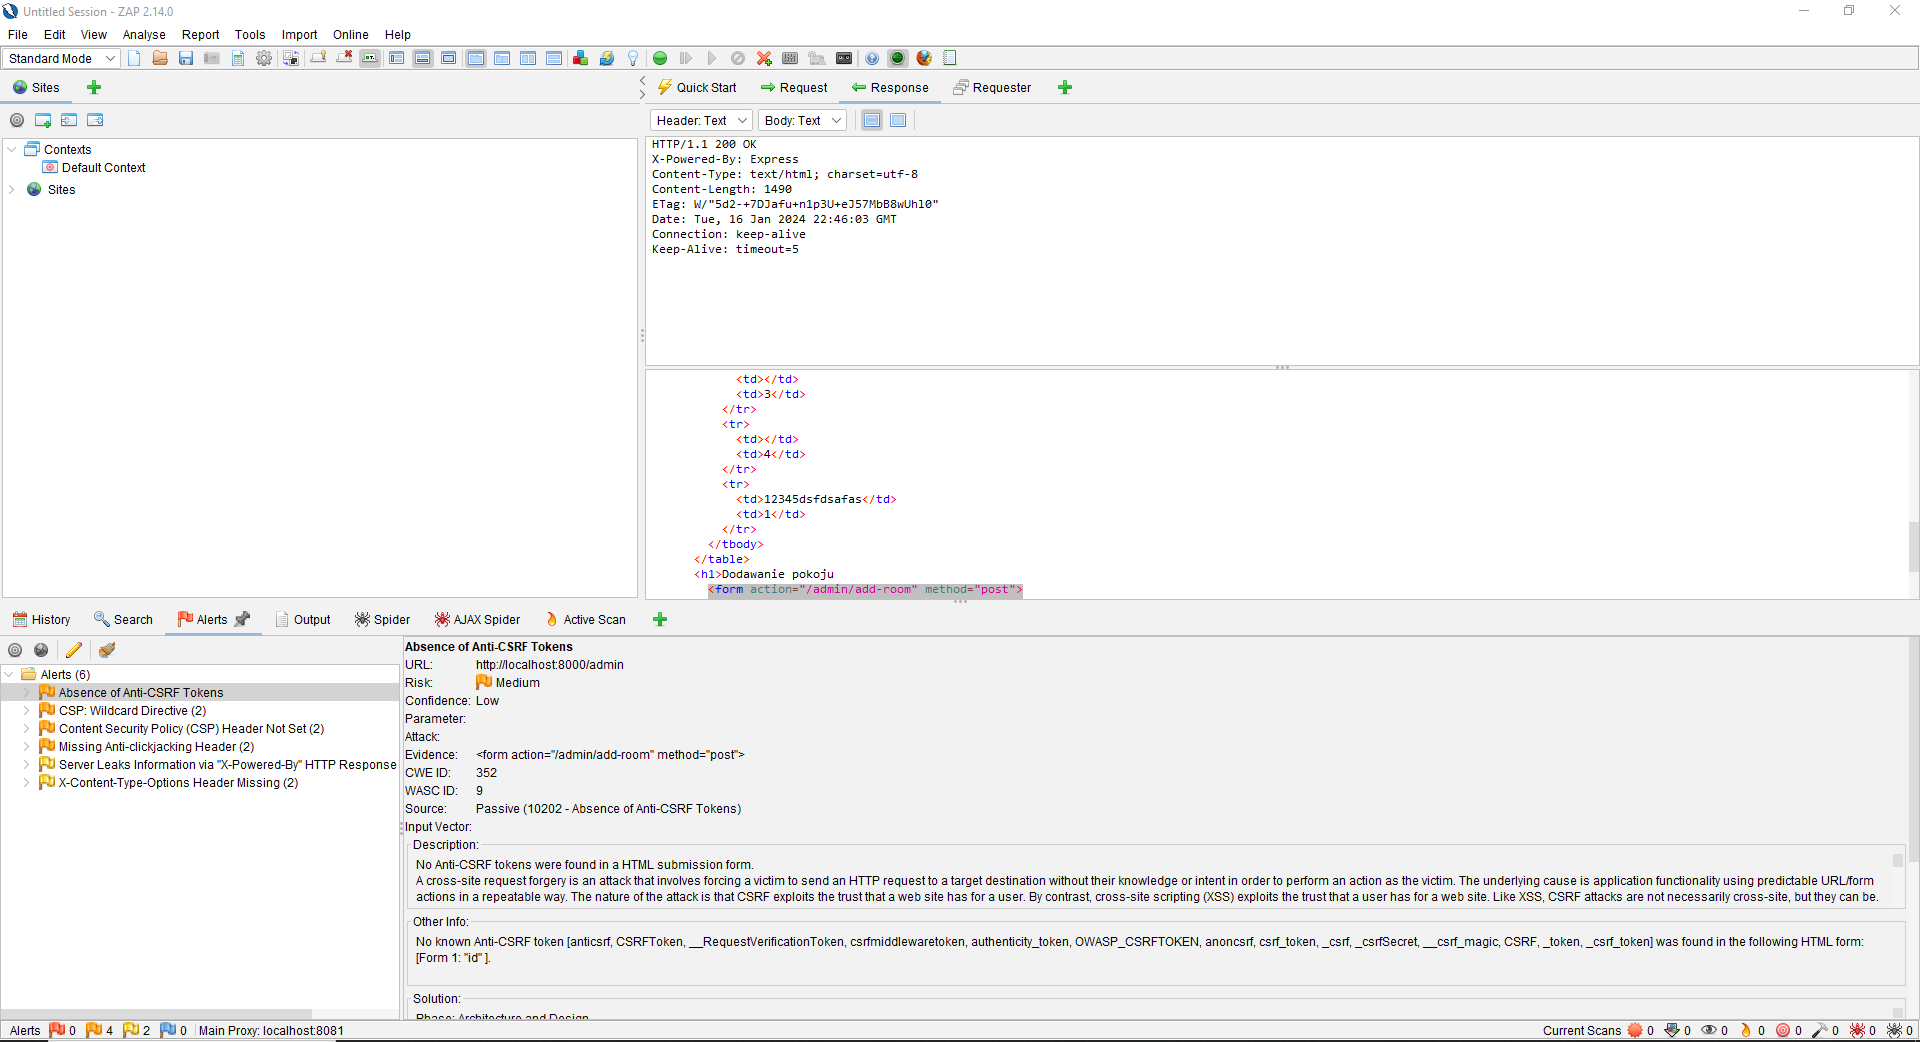 Untitled Session - ZAP 2.14.0
File Edit View Analyse Report Tools Import Online Help
Standard Mode
Sites
Quick Start Request Response Requester
Header: Text Body: Text
Contexts
Default Context
Sites
HTTP/1.1 200 OK
X-Powered-By: Express
Content-Type: text/html; charset=utf-8
Content-Length: 1490
ETag: W/"5d2-+7DJafu+n1p3U+eJ57MbB8wUhl0"
Date: Tue, 16 Jan 2024 22:46:03 GMT
Connection: keep-alive
Keep-Alive: timeout=5
<td></td>
<td>3</td>
</tr>
<tr>
<td></td>
<td>4</td>
</tr>
<tr>
<td>12345dsfdsafas</td>
<td>1</td>
</tr>
</tbody>
</table>
<h1>Dodawanie pokoju
<form action="/admin/add-room" method="post">
History Search Alerts Output Spider AJAX Spider Active Scan
Alerts (6)
Absence of Anti-CSRF Tokens
CSP: Wildcard Directive (2)
Content Security Policy (CSP) Header Not Set (2)
Missing Anti-clickjacking Header (2)
Server Leaks Information via "X-Powered-By" HTTP Response
X-Content-Type-Options Header Missing (2)
Absence of Anti-CSRF Tokens
URL: http://localhost:8000/admin
Risk: Medium
Confidence: Low
Parameter:
Attack:
Evidence: <form action="/admin/add-room" method="post">
CWE ID: 352
WASC ID: 9
Source: Passive (10202 - Absence of Anti-CSRF Tokens)
Input Vector:
Description:
No Anti-CSRF tokens were found in a HTML submission form.
A cross-site request forgery is an attack that involves forcing a victim to send an HTTP request to a target destination without their knowledge or intent in order to perform an action as the victim. The underlying cause is application functionality using predictable URL/form
actions in a repeatable way. The nature of the attack is that CSRF exploits the trust that a web site has for a user. By contrast, cross-site scripting (XSS) exploits the trust that a user has for a web site. Like XSS, CSRF attacks are not necessarily cross-site, but they can be.
Other Info:
No known Anti-CSRF token [anticsrf, CSRFToken, __RequestVerificationToken, csrfmiddlewaretoken, authenticity_token, OWASP_CSRFTOKEN, anoncsrf, csrf_token, _csrf, _csrfSecret, __csrf_magic, CSRF, _token, _csrf_token] was found in the following HTML form:
[Form 1: "id" ].
Solution:
Phase: Architecture and Design
Alerts 0 4 2 0 Main Proxy: localhost:8081
Current Scans 0 0 0 0 0 0 0 0